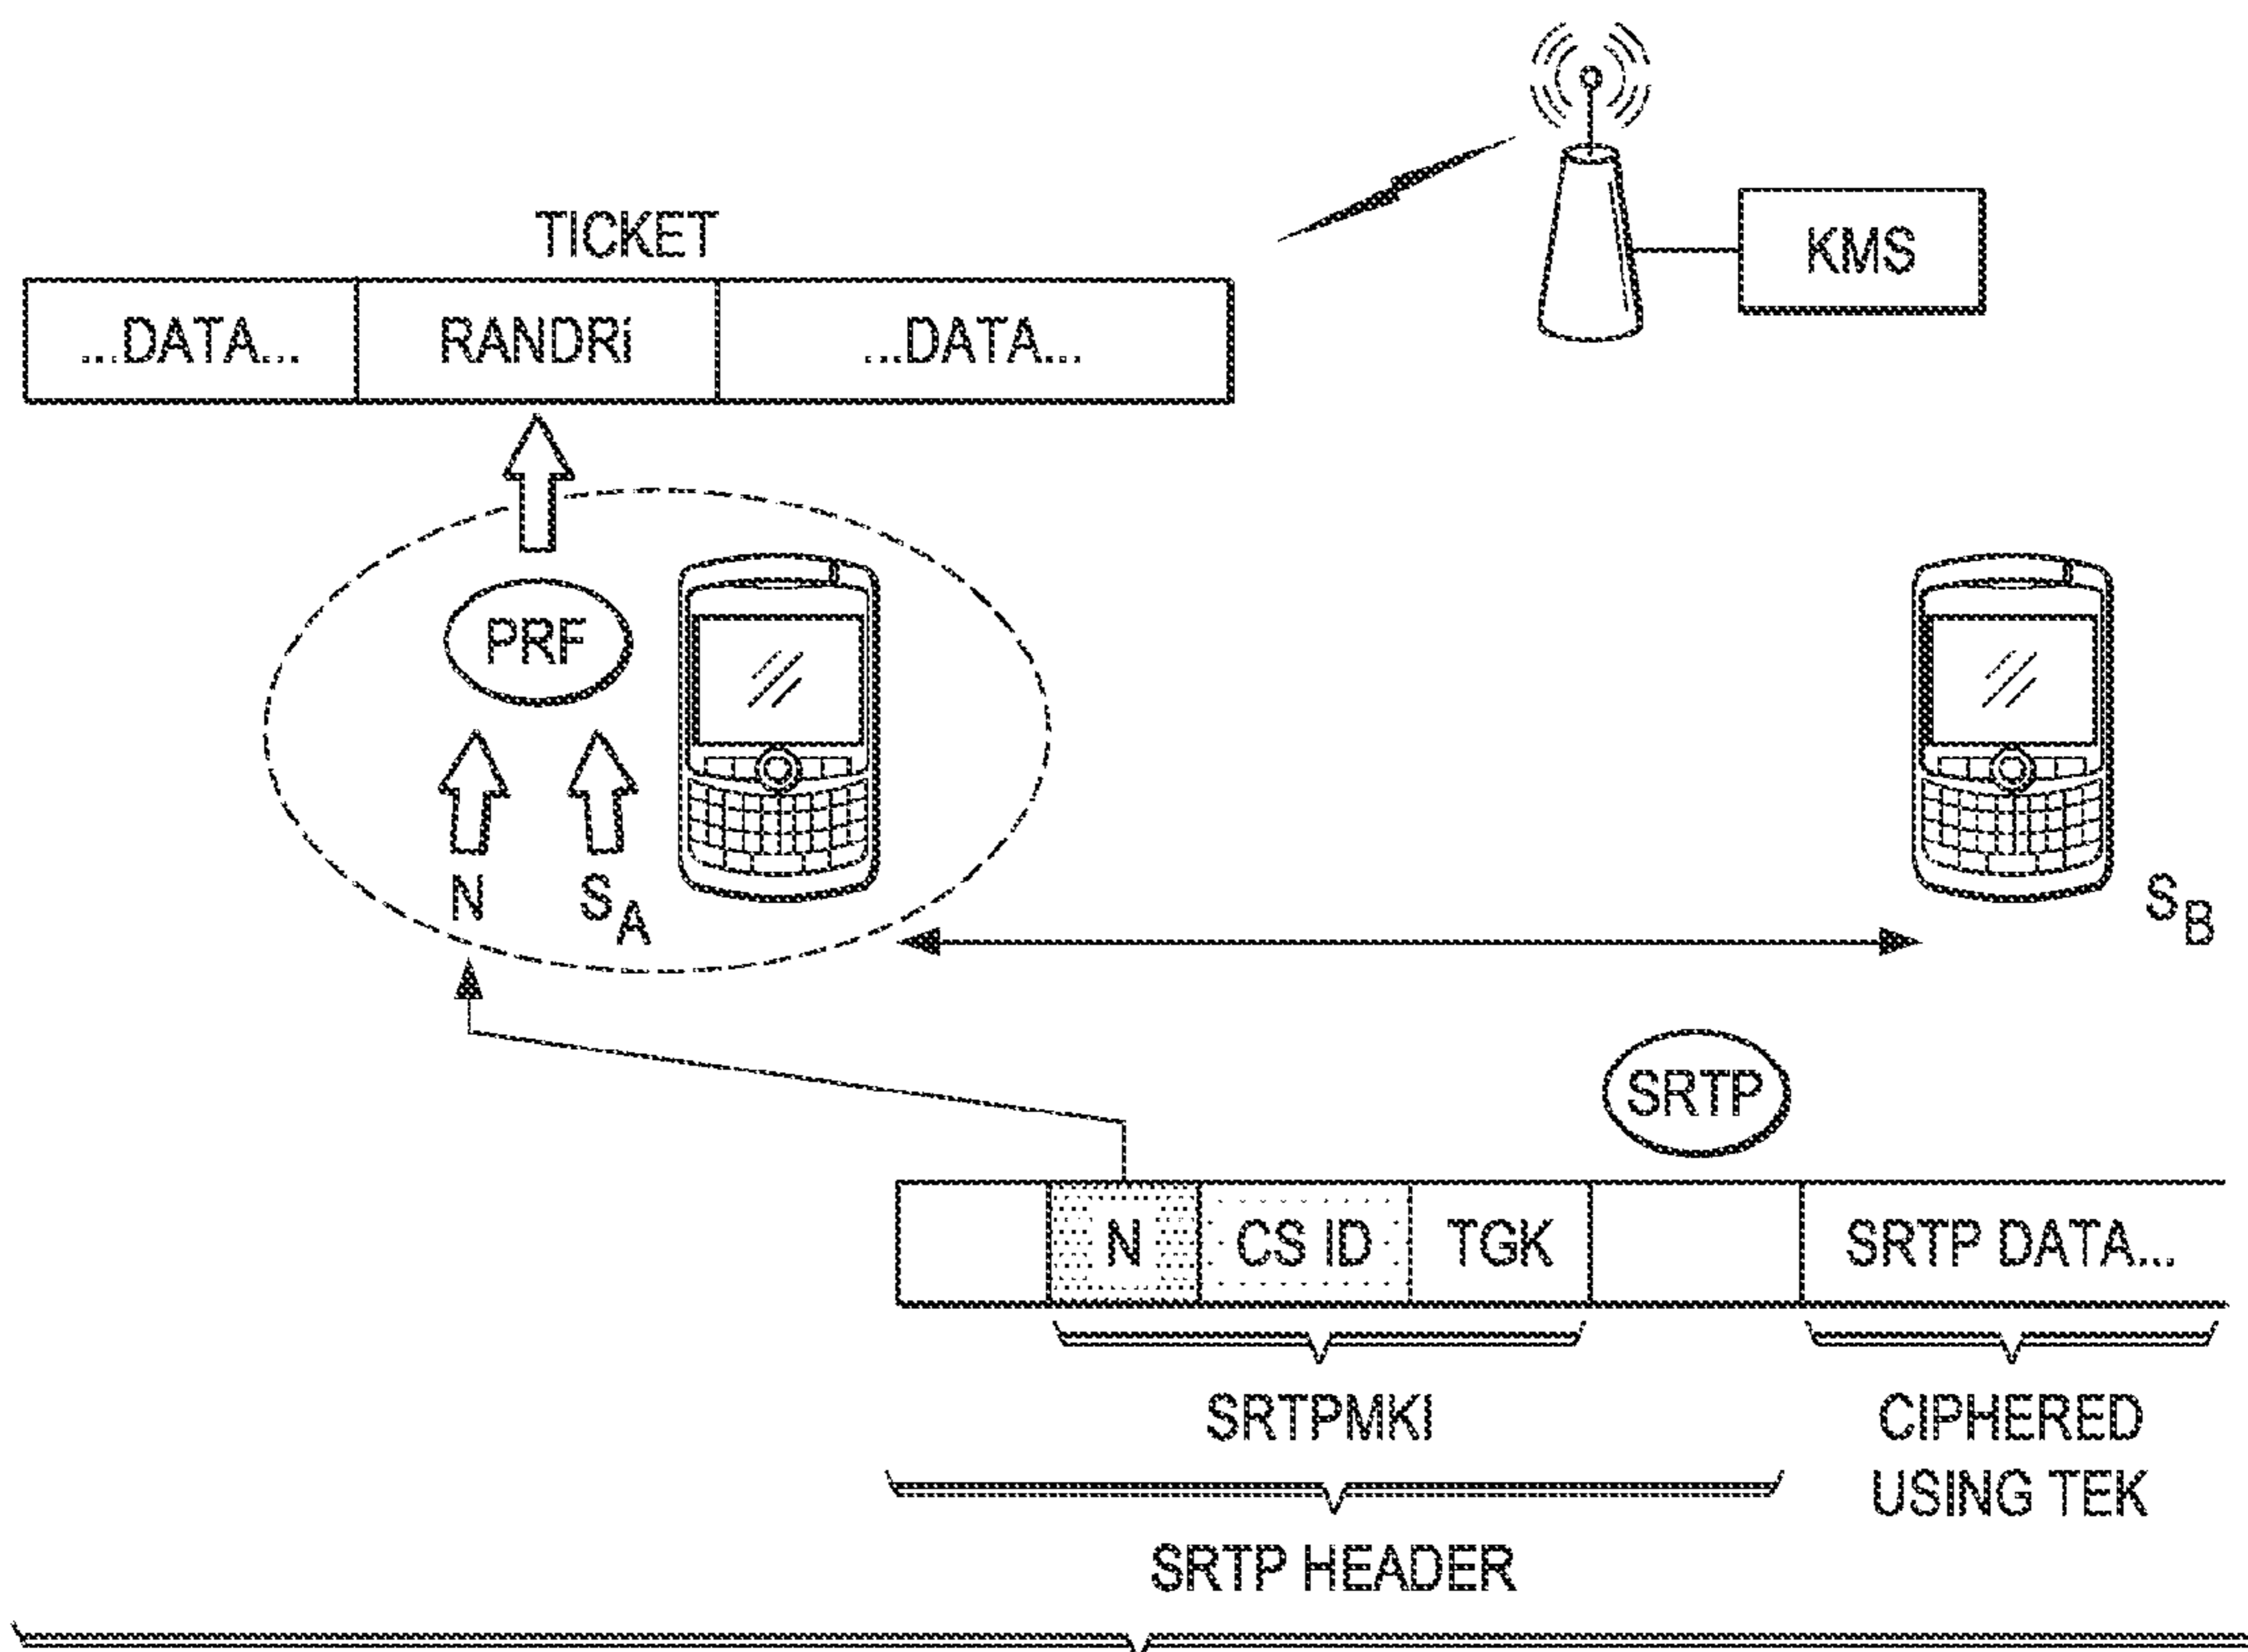 TICKET
KMS
...DATA... RANDRi ...DATA...
PRF
N SA
SB
SRTP
N CS ID TGK SRTP DATA...
SRTPMKI
CIPHERED
USING TEK
SRTP HEADER